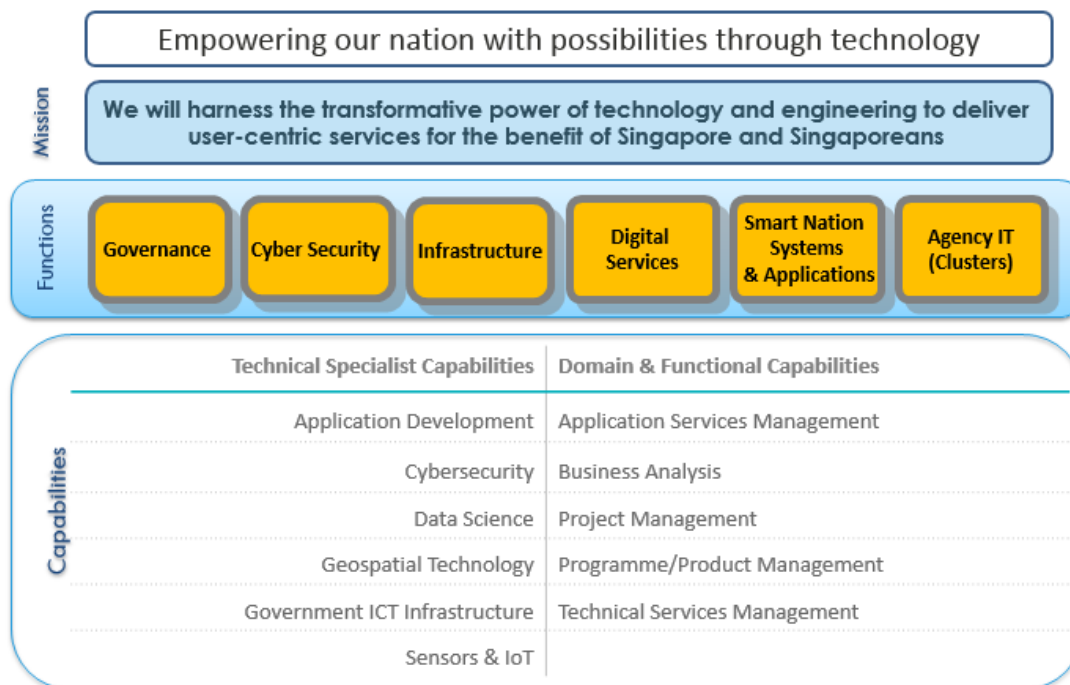 Empowering our nation with possibilities through technology
Mission
We will harness the transformative power of technology and engineering to deliver
user-centric services for the benefit of Singapore and Singaporeans
Functions
Governance
Cyber Security
Infrastructure
Digital
Services
Smart Nation
Systems
& Applications
Agency IT
(Clusters)
Capabilities
Technical Specialist Capabilities
Domain & Functional Capabilities
Application Development
Application Services Management
Cybersecurity
Business Analysis
Data Science
Project Management
Geospatial Technology
Programme/Product Management
Government ICT Infrastructure
Technical Services Management
Sensors & IoT